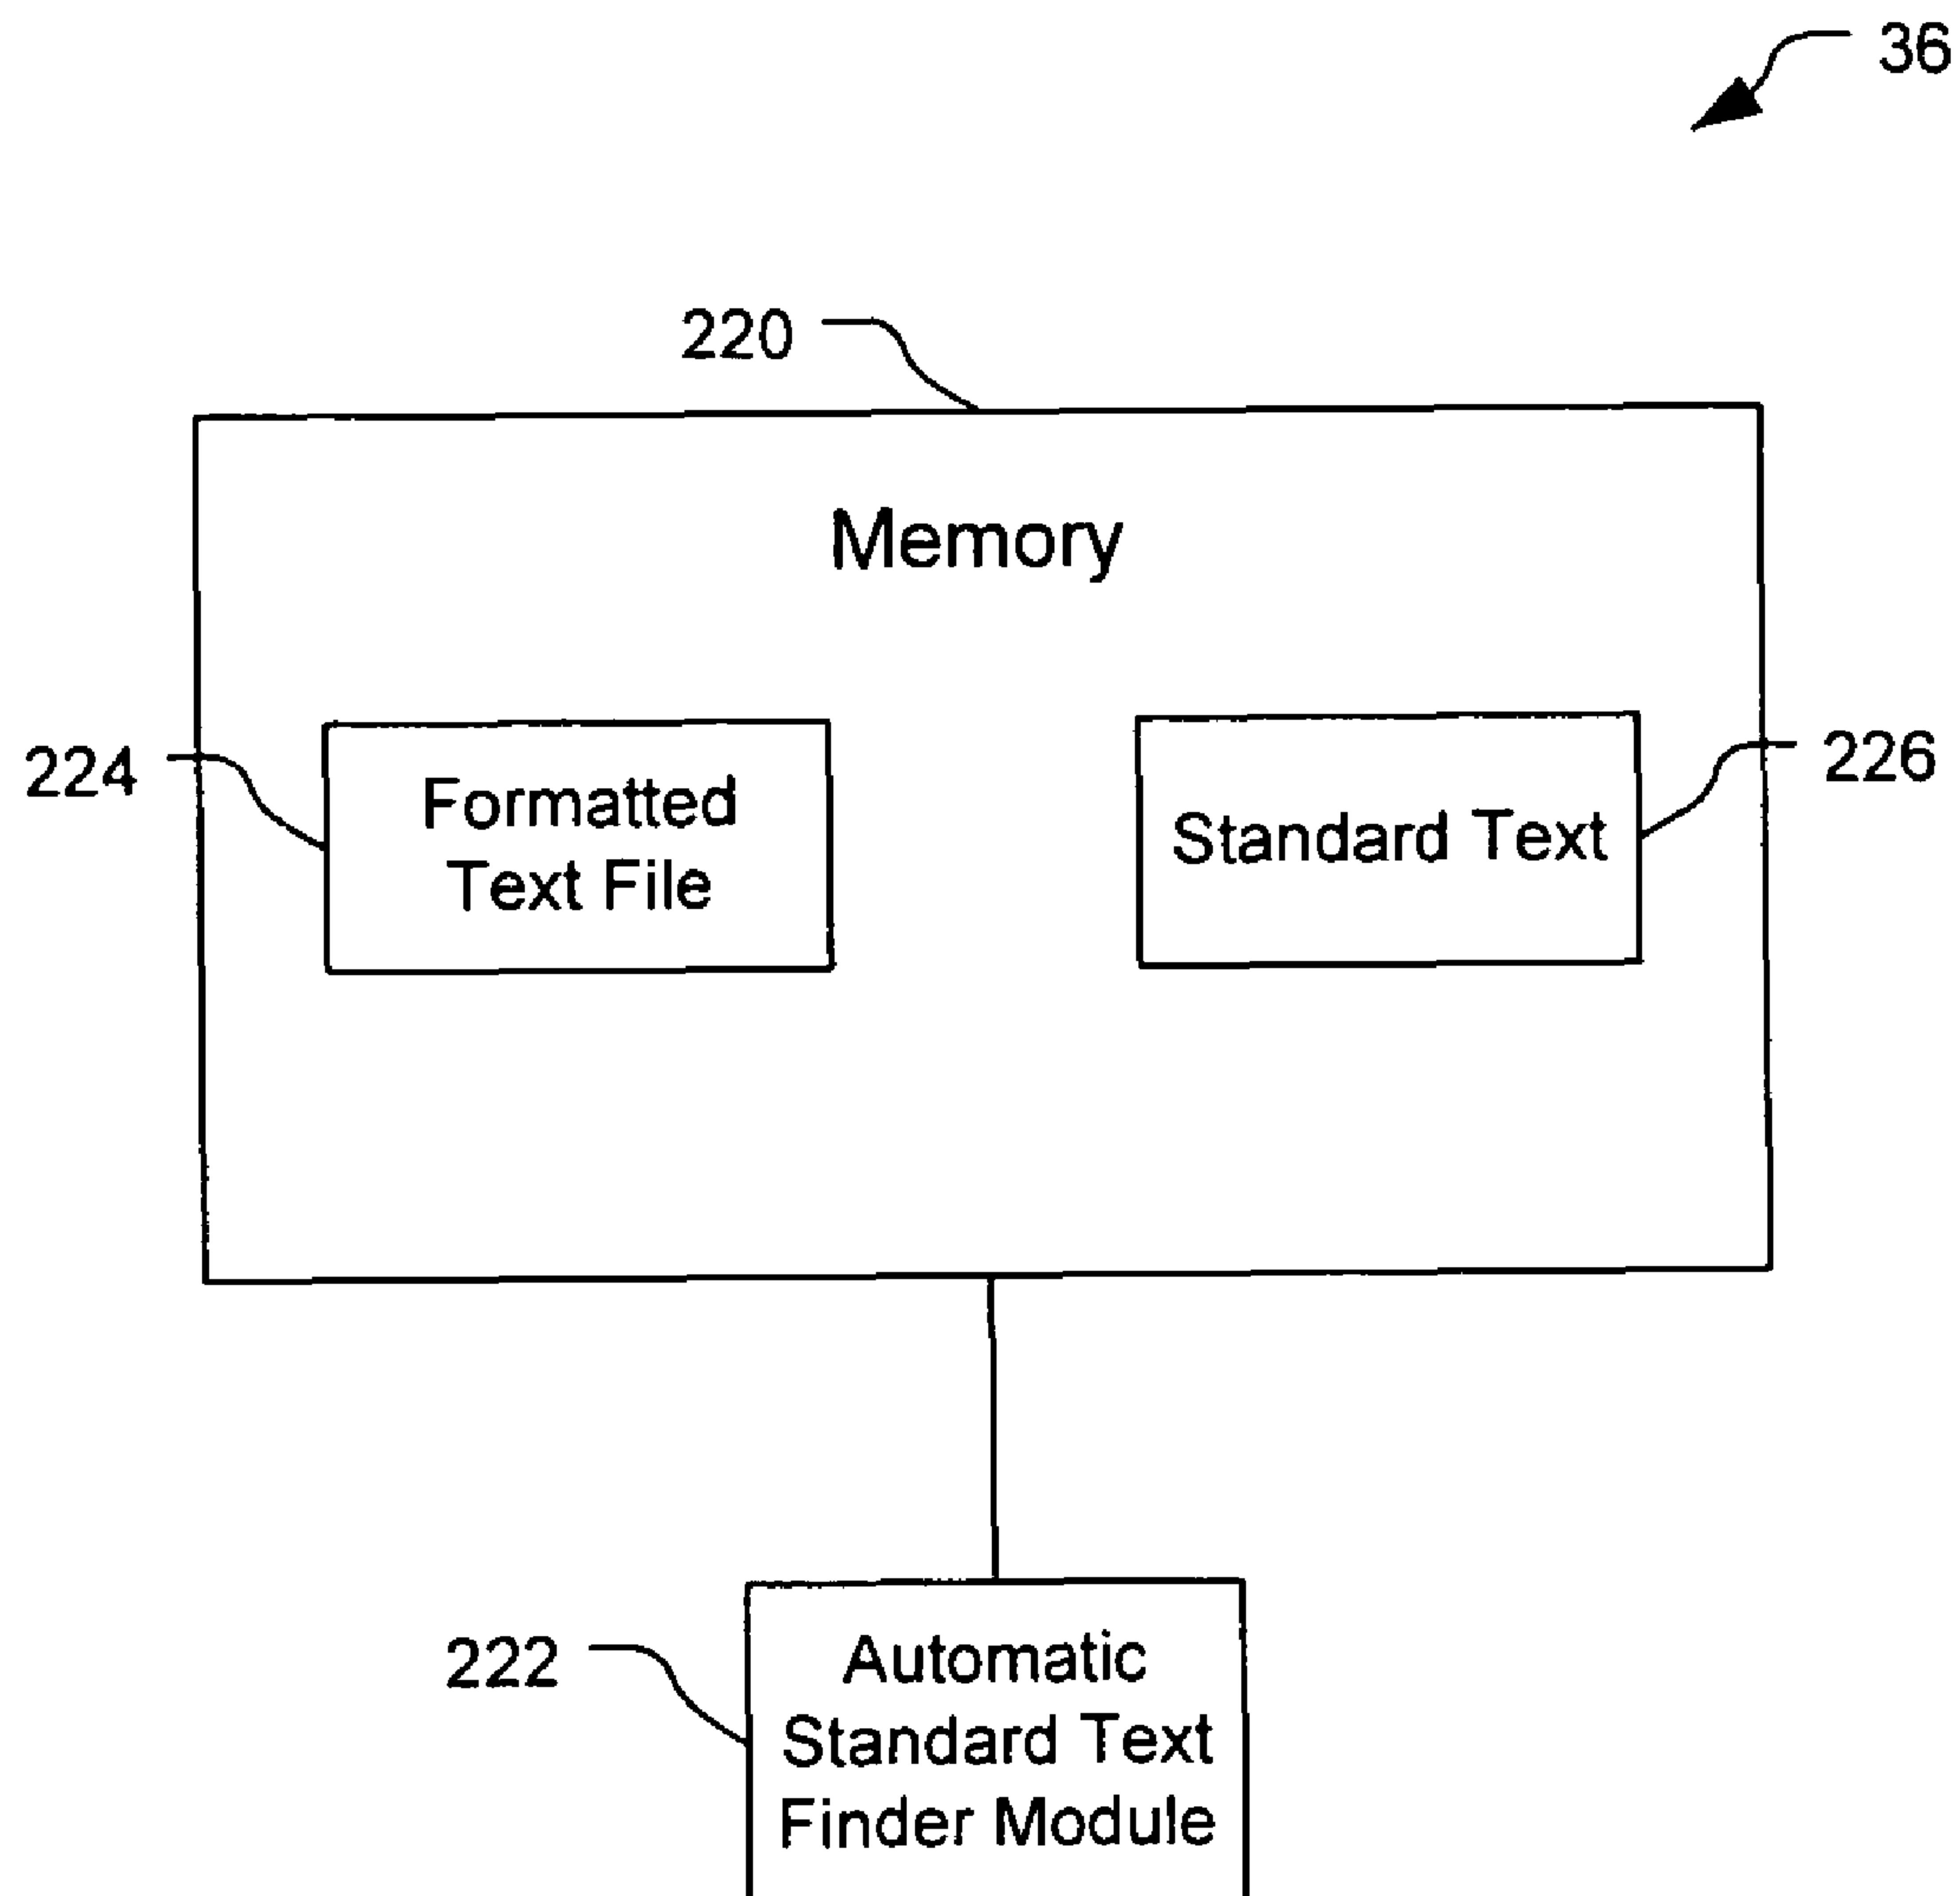 36
220
Memory
224
Formatted
Text File
Standard Text
226
222
Automatic
Standard Text
Finder Module